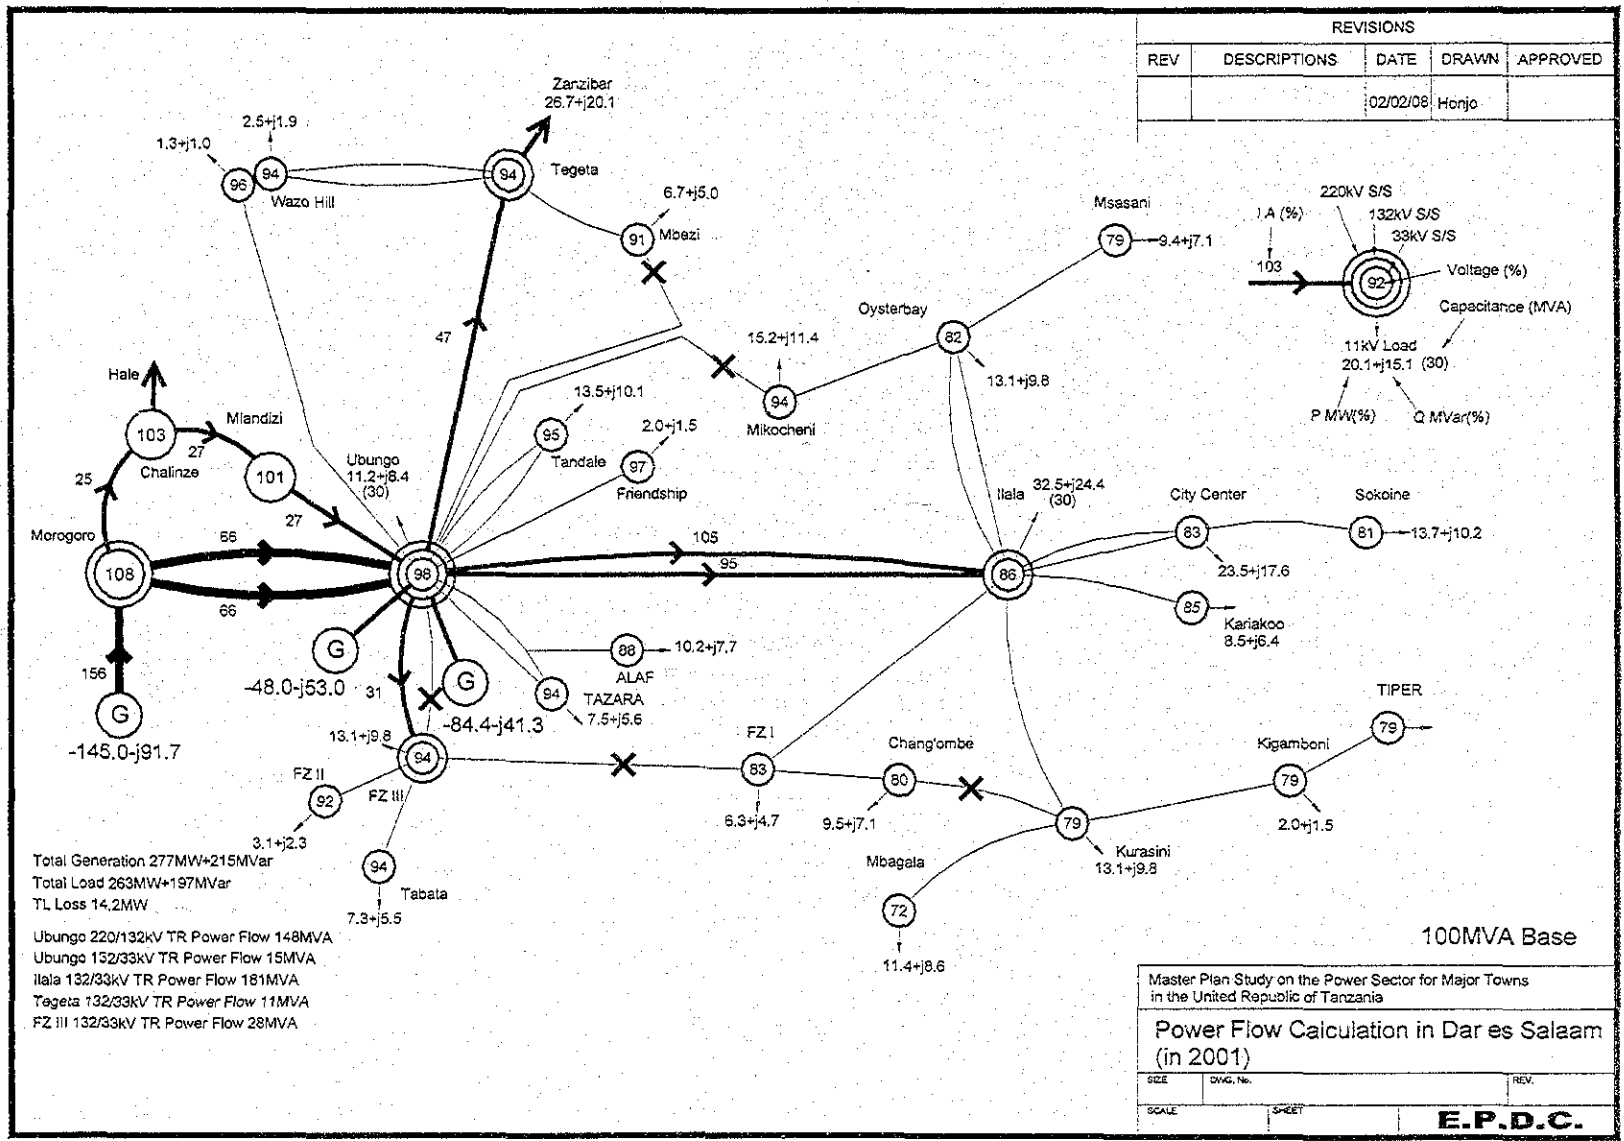 REVISIONS
REV DESCRIPTIONS DATE DRAWN APPROVED
02/02/08 Honjo
Zanzibar
26.7+j20.1
2.5+j1.9
1.3+j1.0
96
94
Wazo Hill
94
Tegeta
6.7+j5.0
91
Mbezi
Msasani
79
9.4+j7.1
220kV S/S
I A (%)
132kV S/S
33kV S/S
103
92
Voltage (%)
Capacitance (MVA)
11kV Load
20.1+j15.1 (30)
P MW(%)
Q MVar(%)
47
Oysterbay
82
13.1+j9.8
15.2+j11.4
94
Mikocheni
Hale
103
Chalinze
Mlandizi
27
101
27
25
13.5+j10.1
95
Tandale
2.0+j1.5
97
Friendship
Ubungo
11.2+j8.4
(30)
Morogoro
108
66
66
98
105
95
Ilala
32.5+j24.4
(30)
86
City Center
83
23.5+j17.6
Sokoine
81
13.7+j10.2
85
Kariakoo
8.5+j6.4
156
G
-145.0-j91.7
G
-48.0-j53.0
31
G
-84.4-j41.3
88
10.2+j7.7
ALAF
94
TAZARA
7.5+j5.6
13.1+j9.8
94
FZ III
FZ II
92
3.1+j2.3
94
Tabata
7.3+j5.5
FZ I
83
6.3+j4.7
Chang'ombe
80
9.5+j7.1
79
Kurasini
13.1+j9.8
Mbagala
72
11.4+j8.6
Kigamboni
79
2.0+j1.5
TIPER
79
Total Generation 277MW+215MVar
Total Load 263MW+197MVar
TL Loss 14.2MW
Ubungo 220/132kV TR Power Flow 148MVA
Ubungo 132/33kV TR Power Flow 15MVA
Ilala 132/33kV TR Power Flow 161MVA
Tegeta 132/33kV TR Power Flow 11MVA
FZ III 132/33kV TR Power Flow 28MVA
100MVA Base
Master Plan Study on the Power Sector for Major Towns
in the United Republic of Tanzania
Power Flow Calculation in Dar es Salaam
(in 2001)
SIZE DWG. No. REV.
SCALE SHEET
E.P.D.C.